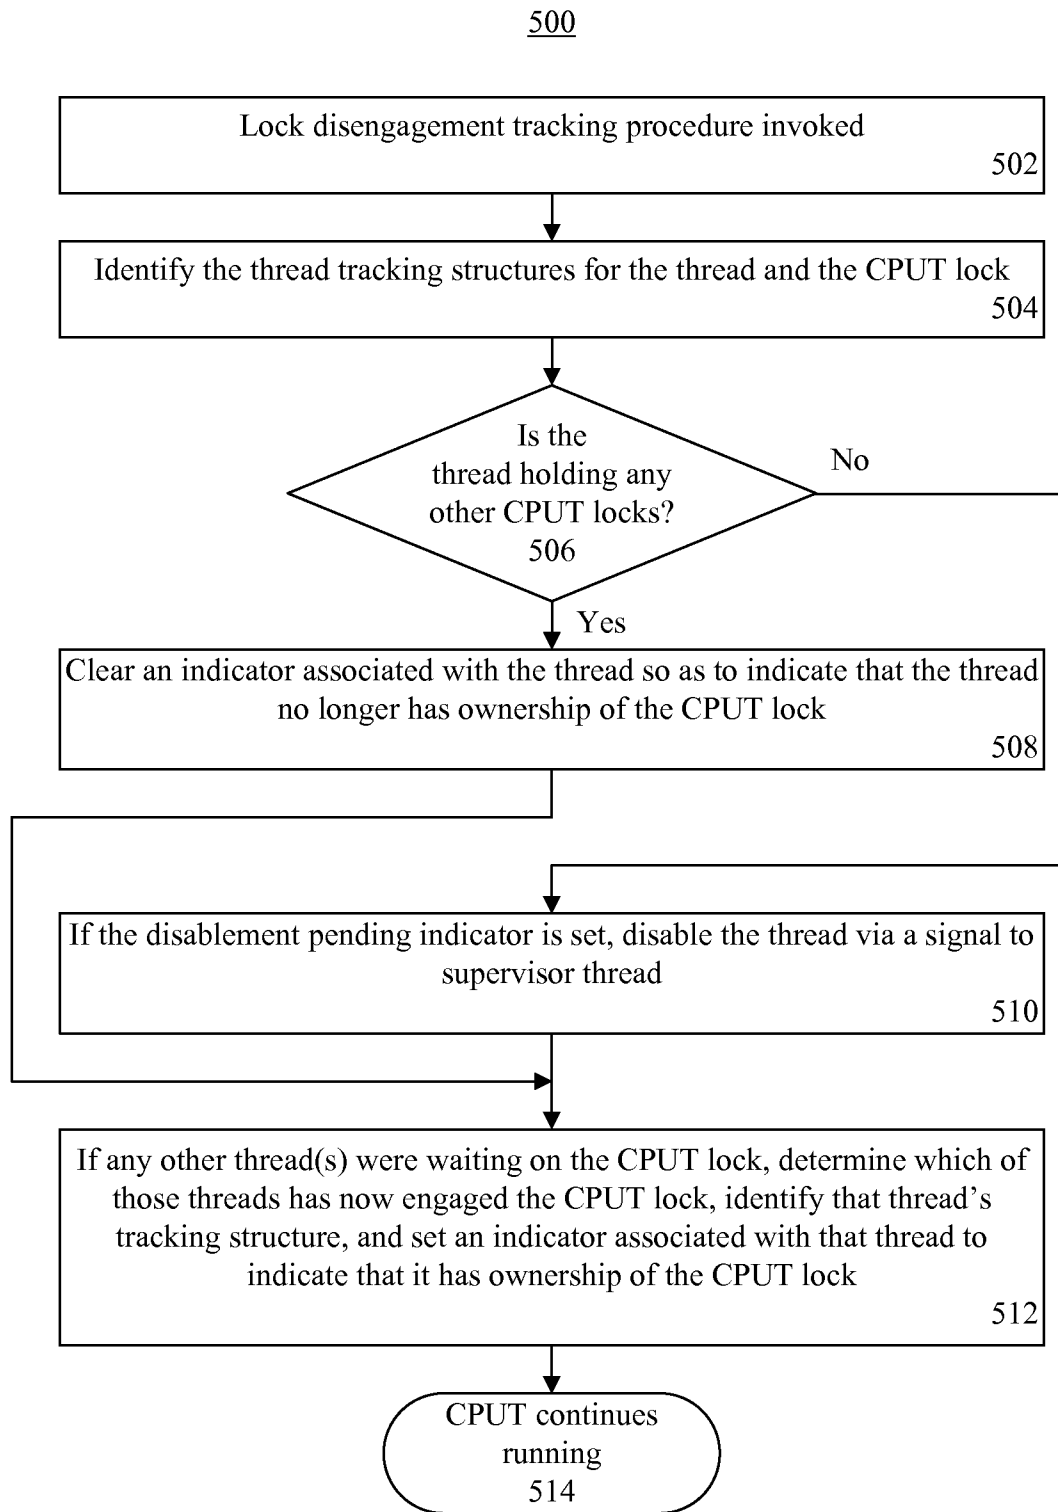 500
Lock disengagement tracking procedure invoked
502
Identify the thread tracking structures for the thread and the CPUT lock
504
Is the
thread holding any
other CPUT locks?
506
No
Yes
Clear an indicator associated with the thread so as to indicate that the thread
no longer has ownership of the CPUT lock
508
If the disablement pending indicator is set, disable the thread via a signal to
supervisor thread
510
If any other thread(s) were waiting on the CPUT lock, determine which of
those threads has now engaged the CPUT lock, identify that thread’s
tracking structure, and set an indicator associated with that thread to
indicate that it has ownership of the CPUT lock
512
CPUT continues
running
514